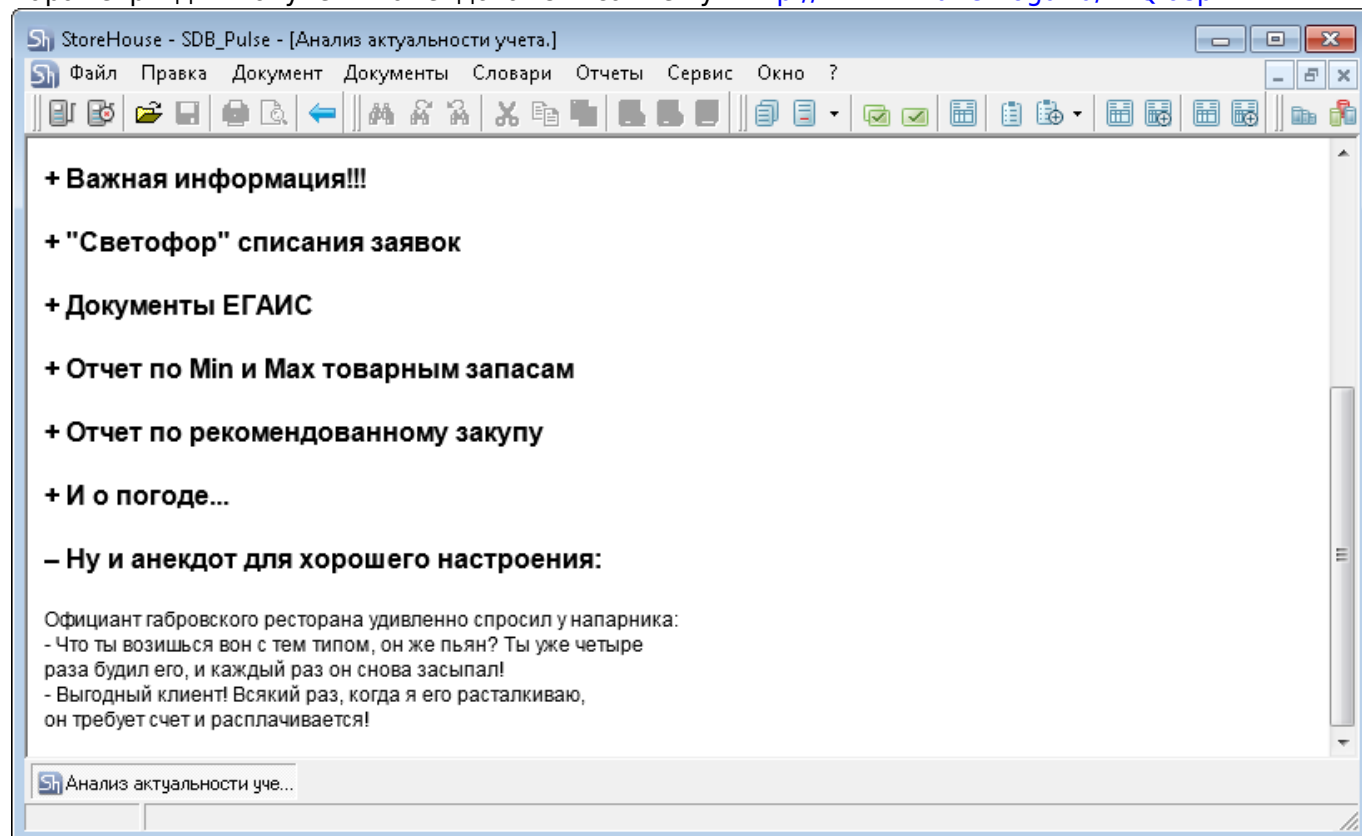 StoreHouse - SDB_Pulse - [Анализ актуальности учета.]
Файл Правка Документ Документы Словари Отчеты Сервис Окно ?
+ Важная информация!!!
+ "Светофор" списания заявок
+ Документы ЕГАИС
+ Отчет по Min и Max товарным запасам
+ Отчет по рекомендованному закупу
+ И о погоде...
– Ну и анекдот для хорошего настроения:
Официант габровского ресторана удивленно спросил у напарника:
- Что ты возишься вон с тем типом, он же пьян? Ты уже четыре
раза будил его, и каждый раз он снова засыпал!
- Выгодный клиент! Всякий раз, когда я его расталкиваю,
он требует счет и расплачивается!
Анализ актуальности уче...